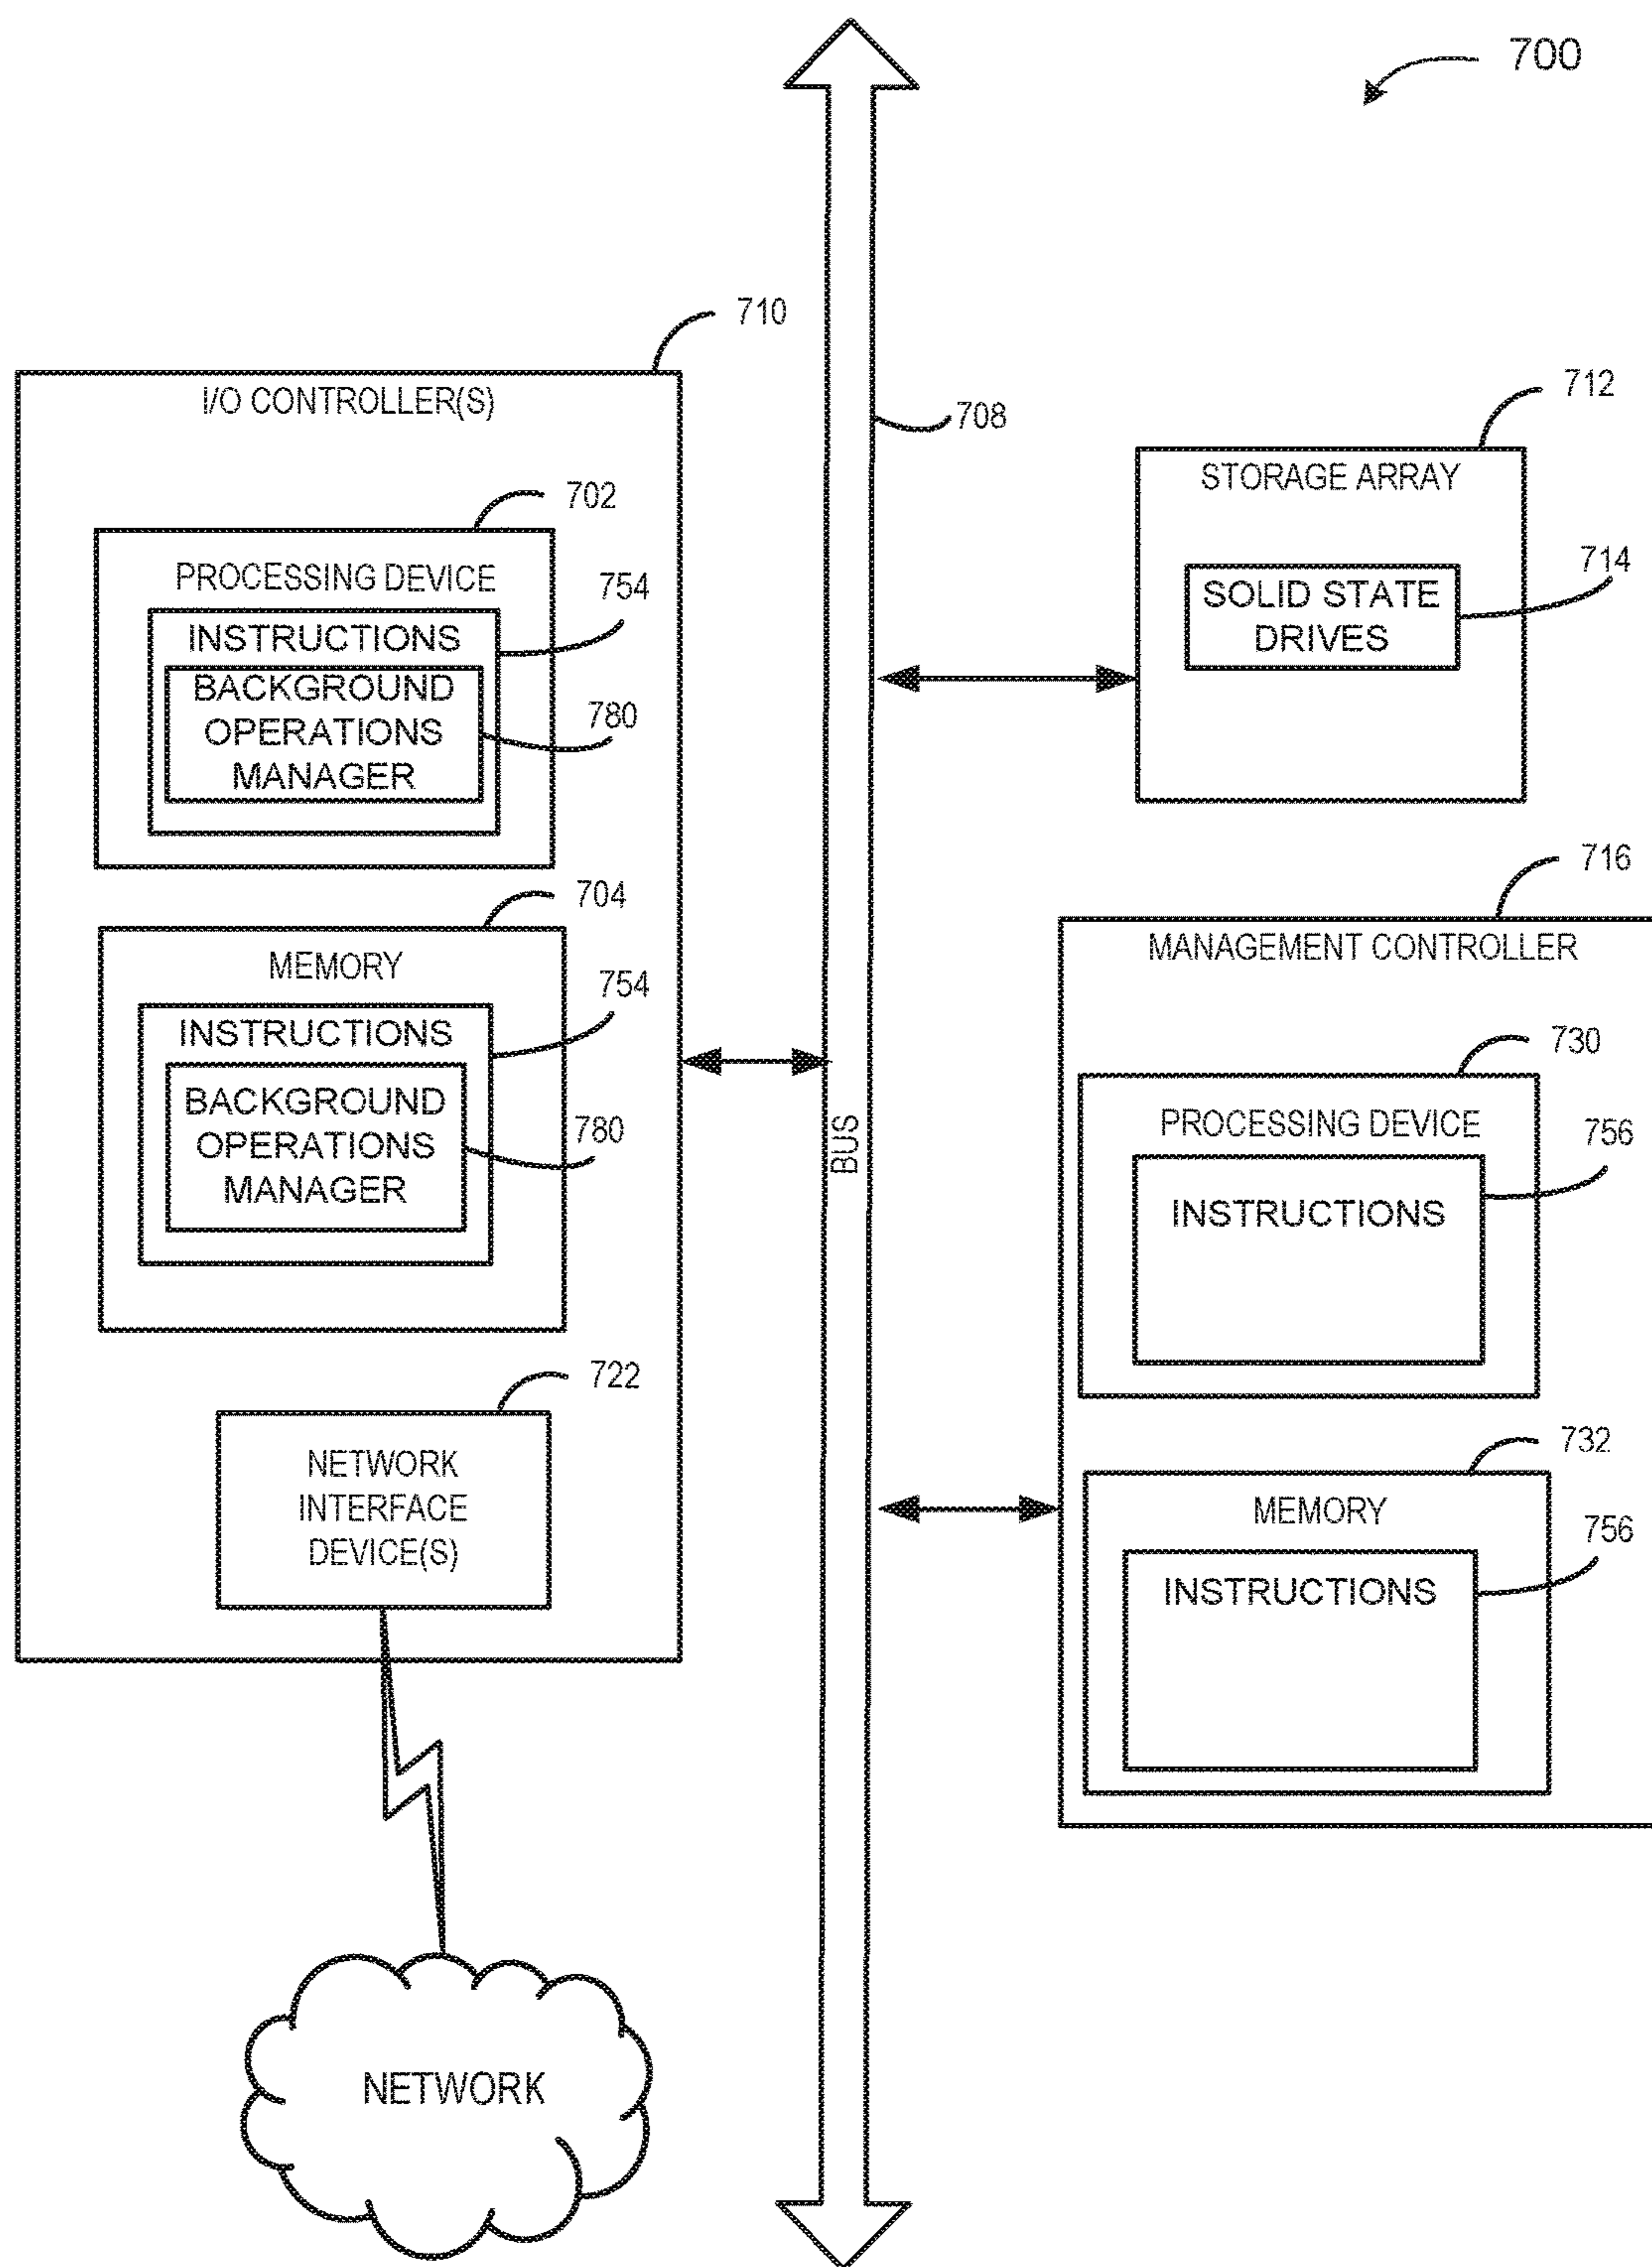 700
710
I/O CONTROLLER(S)
702
PROCESSING DEVICE
754
INSTRUCTIONS
BACKGROUND
OPERATIONS
MANAGER
780
704
MEMORY
754
INSTRUCTIONS
BACKGROUND
OPERATIONS
MANAGER
780
722
NETWORK
INTERFACE
DEVICE(S)
NETWORK
708
BUS
712
STORAGE ARRAY
714
SOLID STATE
DRIVES
716
MANAGEMENT CONTROLLER
730
PROCESSING DEVICE
756
INSTRUCTIONS
732
MEMORY
756
INSTRUCTIONS